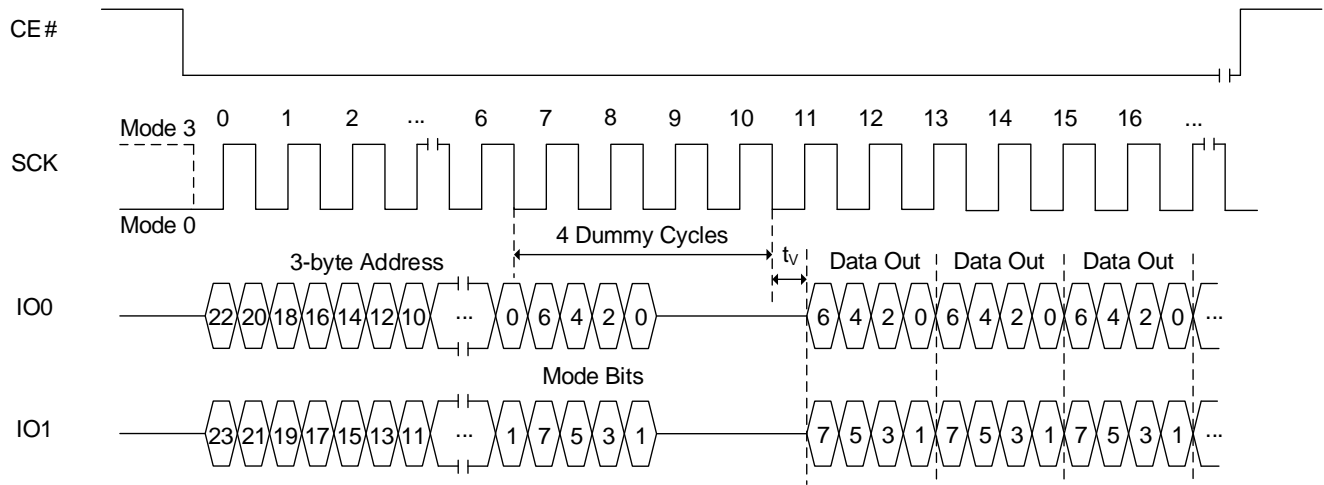 CE#
Mode 3
0 1 2 ... 6 7 8 9 10 11 12 13 14 15 16 ...
SCK
Mode 0
4 Dummy Cycles
3-byte Address
tV
Data Out Data Out Data Out
IO0
22 20 18 16 14 12 10 ... 0 6 4 2 0 6 4 2 0 6 4 2 0 6 4 2 0 ...
Mode Bits
IO1
23 21 19 17 15 13 11 ... 1 7 5 3 1 7 5 3 1 7 5 3 1 7 5 3 1 ...